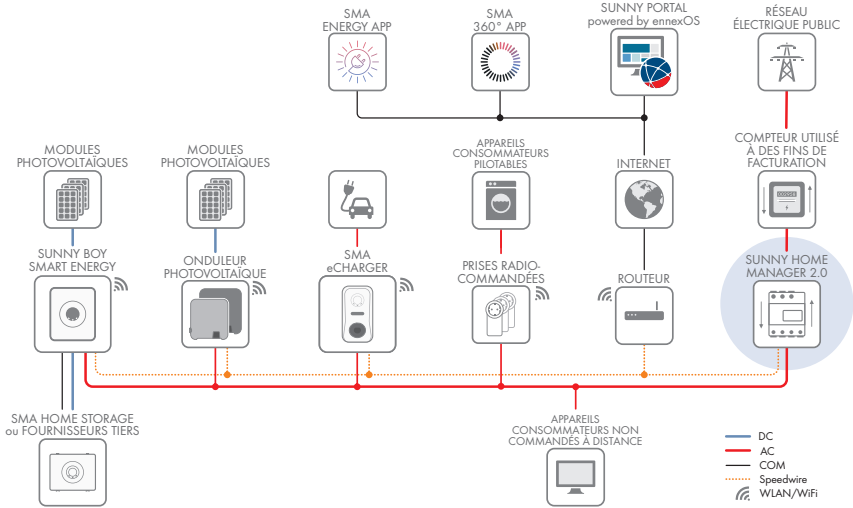 SMA
ENERGY APP
SMA
360° APP
SUNNY PORTAL
powered by ennexOS
RÉSEAU
ÉLECTRIQUE PUBLIC
MODULES
PHOTOVOLTAÏQUES
MODULES
PHOTOVOLTAÏQUES
APPAREILS
CONSOMMATEURS
PILOTABLES
INTERNET
COMPTEUR UTILISÉ
À DES FINS DE
FACTURATION
SUNNY BOY
SMART ENERGY
ONDULEUR
PHOTOVOLTAÏQUE
SMA
eCHARGER
PRISES RADIO-
COMMANDÉES
ROUTEUR
SUNNY HOME
MANAGER 2.0
SMA HOME STORAGE
ou FOURNISSEURS TIERS
APPAREILS
CONSOMMATEURS NON
COMMANDÉS À DISTANCE
DC
AC
COM
Speedwire
WLAN/WiFi